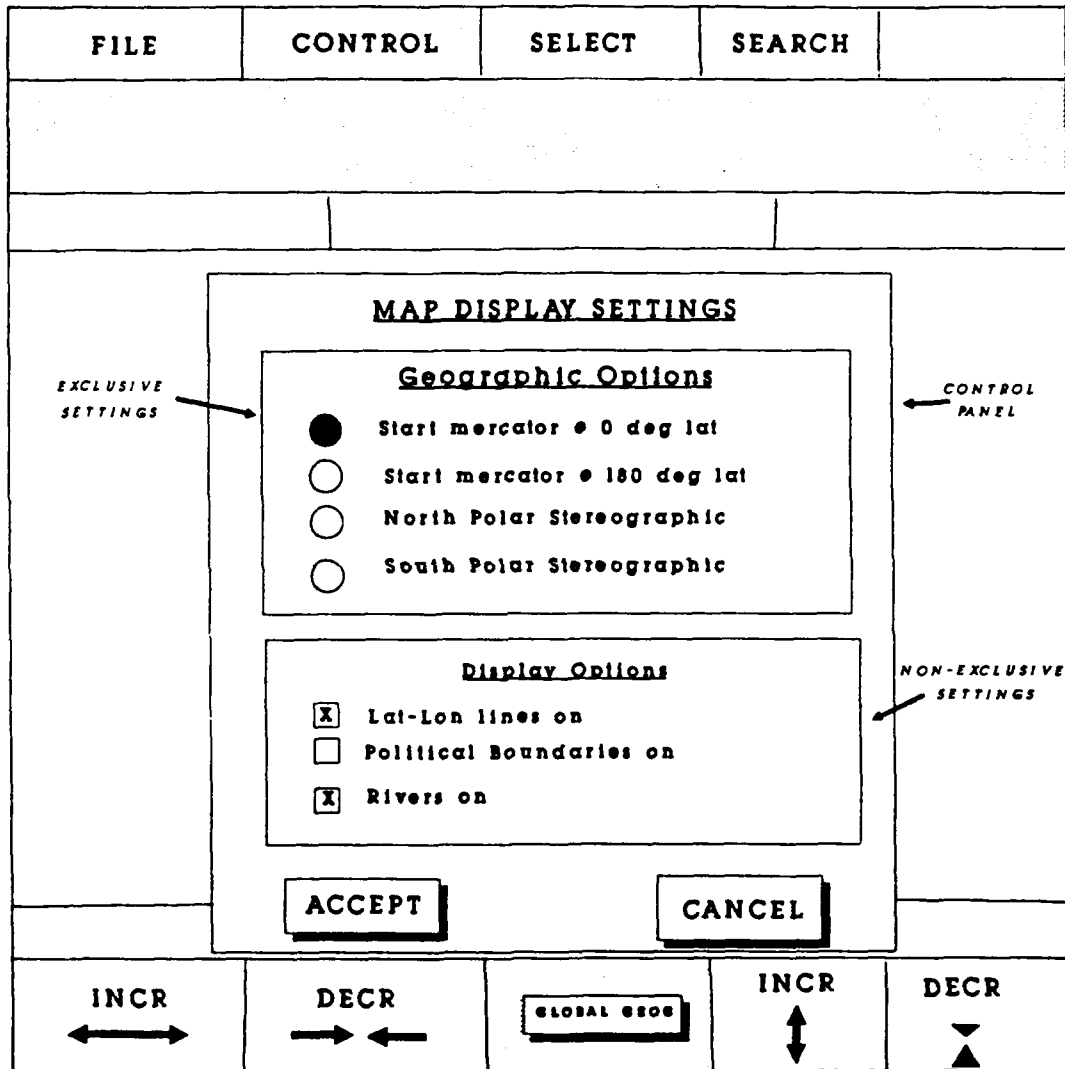 FILE CONTROL SELECT SEARCH
MAP DISPLAY SETTINGS
EXCLUSIVE
SETTINGS
Geographic Options
Start mercator @ 0 deg lat
Start mercator @ 180 deg lat
North Polar Stereographic
South Polar Stereographic
CONTROL
PANEL
Display Options
X Lat-Lon lines on
Political Boundaries on
X Rivers on
NON-EXCLUSIVE
SETTINGS
ACCEPT CANCEL
INCR DECR GLOBAL GEOG INCR DECR